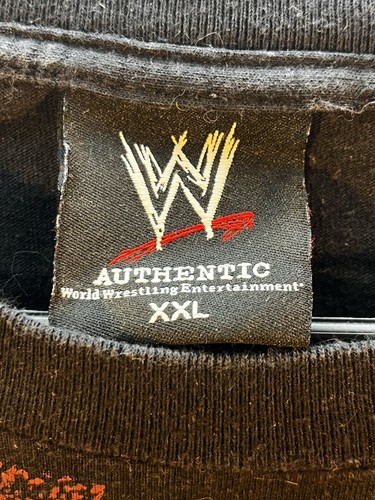 W
AUTHENTIC
World Wrestling Entertainment®
XXL